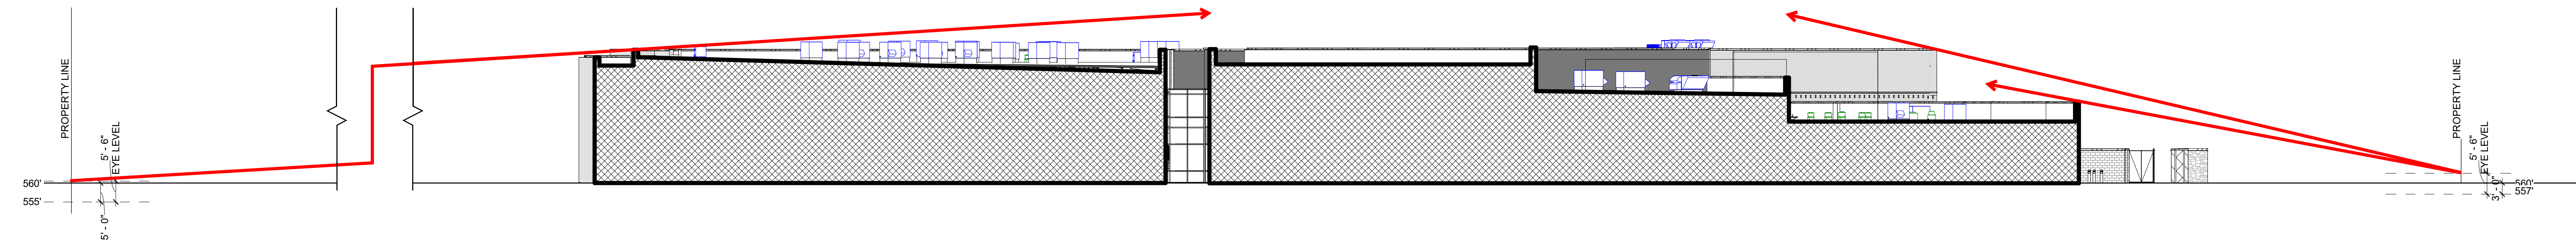 PROPERTY LINE
5' - 6"
EYE LEVEL
560'
555'
5' - 0"
PROPERTY LINE
5' - 6"
EYE LEVEL
560'
557'
3' - 0"